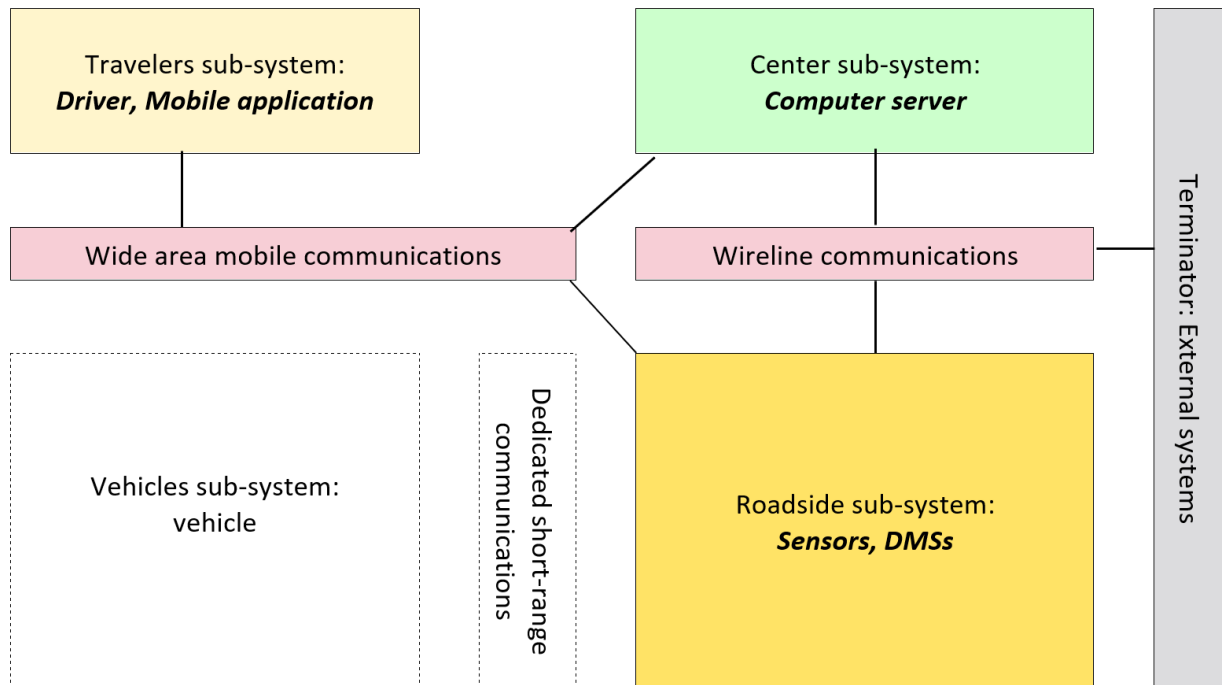 Travelers sub-system:
Driver, Mobile application
Center sub-system:
Computer server
Wide area mobile communications
Wireline communications
Terminator: External systems
Vehicles sub-system:
vehicle
Dedicated short-range
communications
Roadside sub-system:
Sensors, DMSs